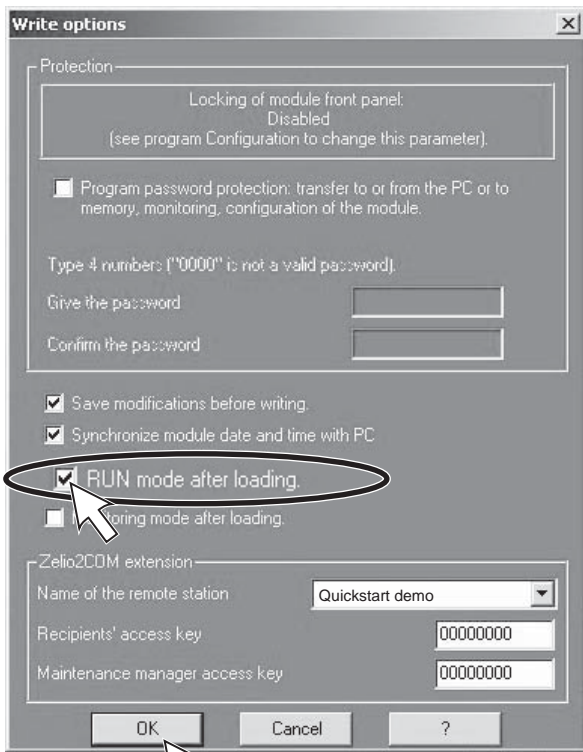 Write options
Protection
Locking of module front panel:
Disabled
(see program Configuration to change this parameter).
Program password protection: transfer to or from the PC or to
memory, monitoring, configuration of the module.
Type 4 numbers ("0000" is not a valid password).
Give the password
Confirm the password
Save modifications before writing.
Synchronize module date and time with PC
RUN mode after loading.
toring mode after loading.
Zelio2COM extension
Name of the remote station Quickstart demo
Recipients' access key 00000000
Maintenance manager access key 00000000
OK Cancel ?